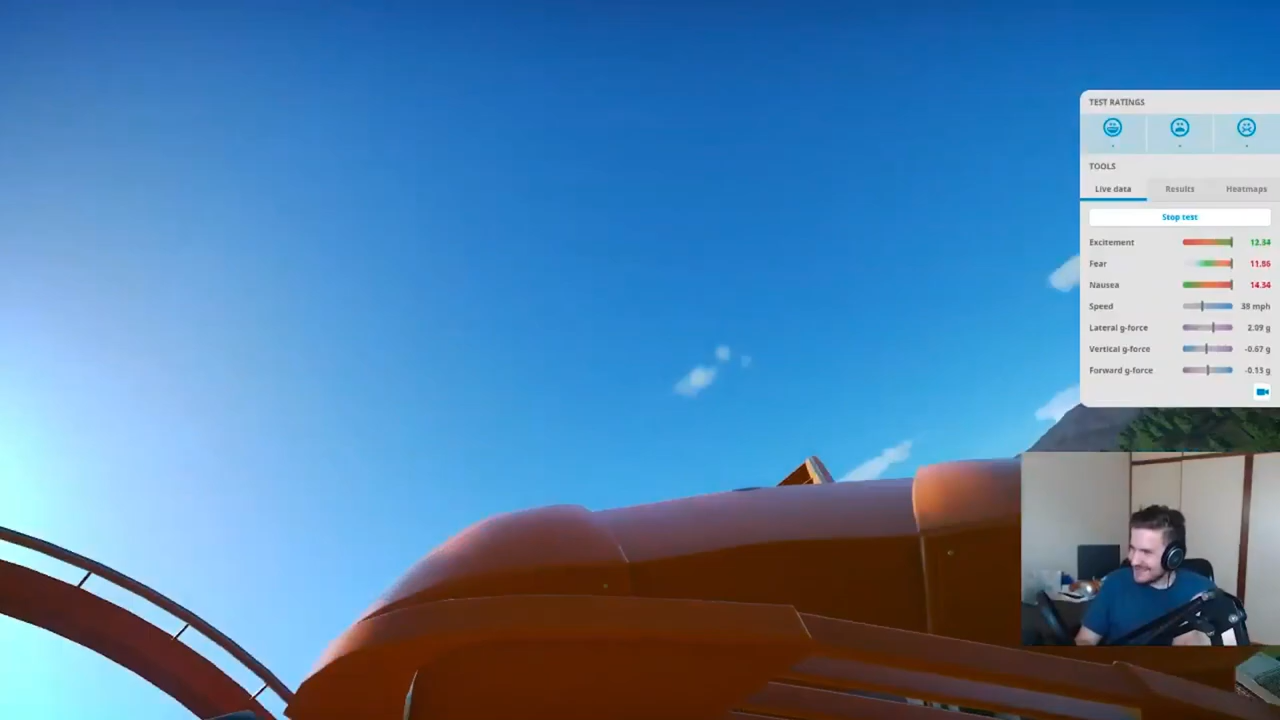 TEST RATINGS
TOOLS
Live data Results Heatmaps
Stop test
Excitement 12.34
Fear 11.86
Nausea 14.34
Speed 38 mph
Lateral g-force 2.09 g
Vertical g-force -0.67 g
Forward g-force -0.13 g